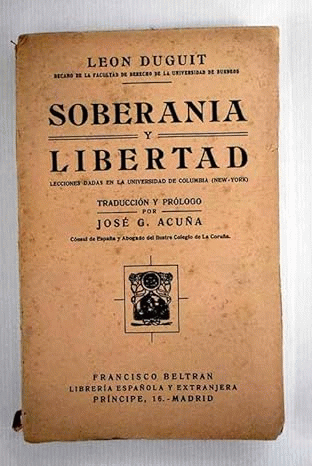 LEON DUGUIT
DECANO DE LA FACULTAD DE DERECHO DE LA UNIVERSIDAD DE BURDEOS
SOBERANIA
Y
LIBERTAD
LECCIONES DADAS EN LA UNIVERSIDAD DE COLUMBIA (NEW-YORK)
TRADUCCIÓN Y PRÓLOGO
POR
JOSÉ G. ACUÑA
Cónsul de España y Abogado del Ilustre Colegio de La Coruña.
FRANCISCO BELTRAN
LIBRERÍA ESPAÑOLA Y EXTRANJERA
PRÍNCIPE, 16.-MADRID